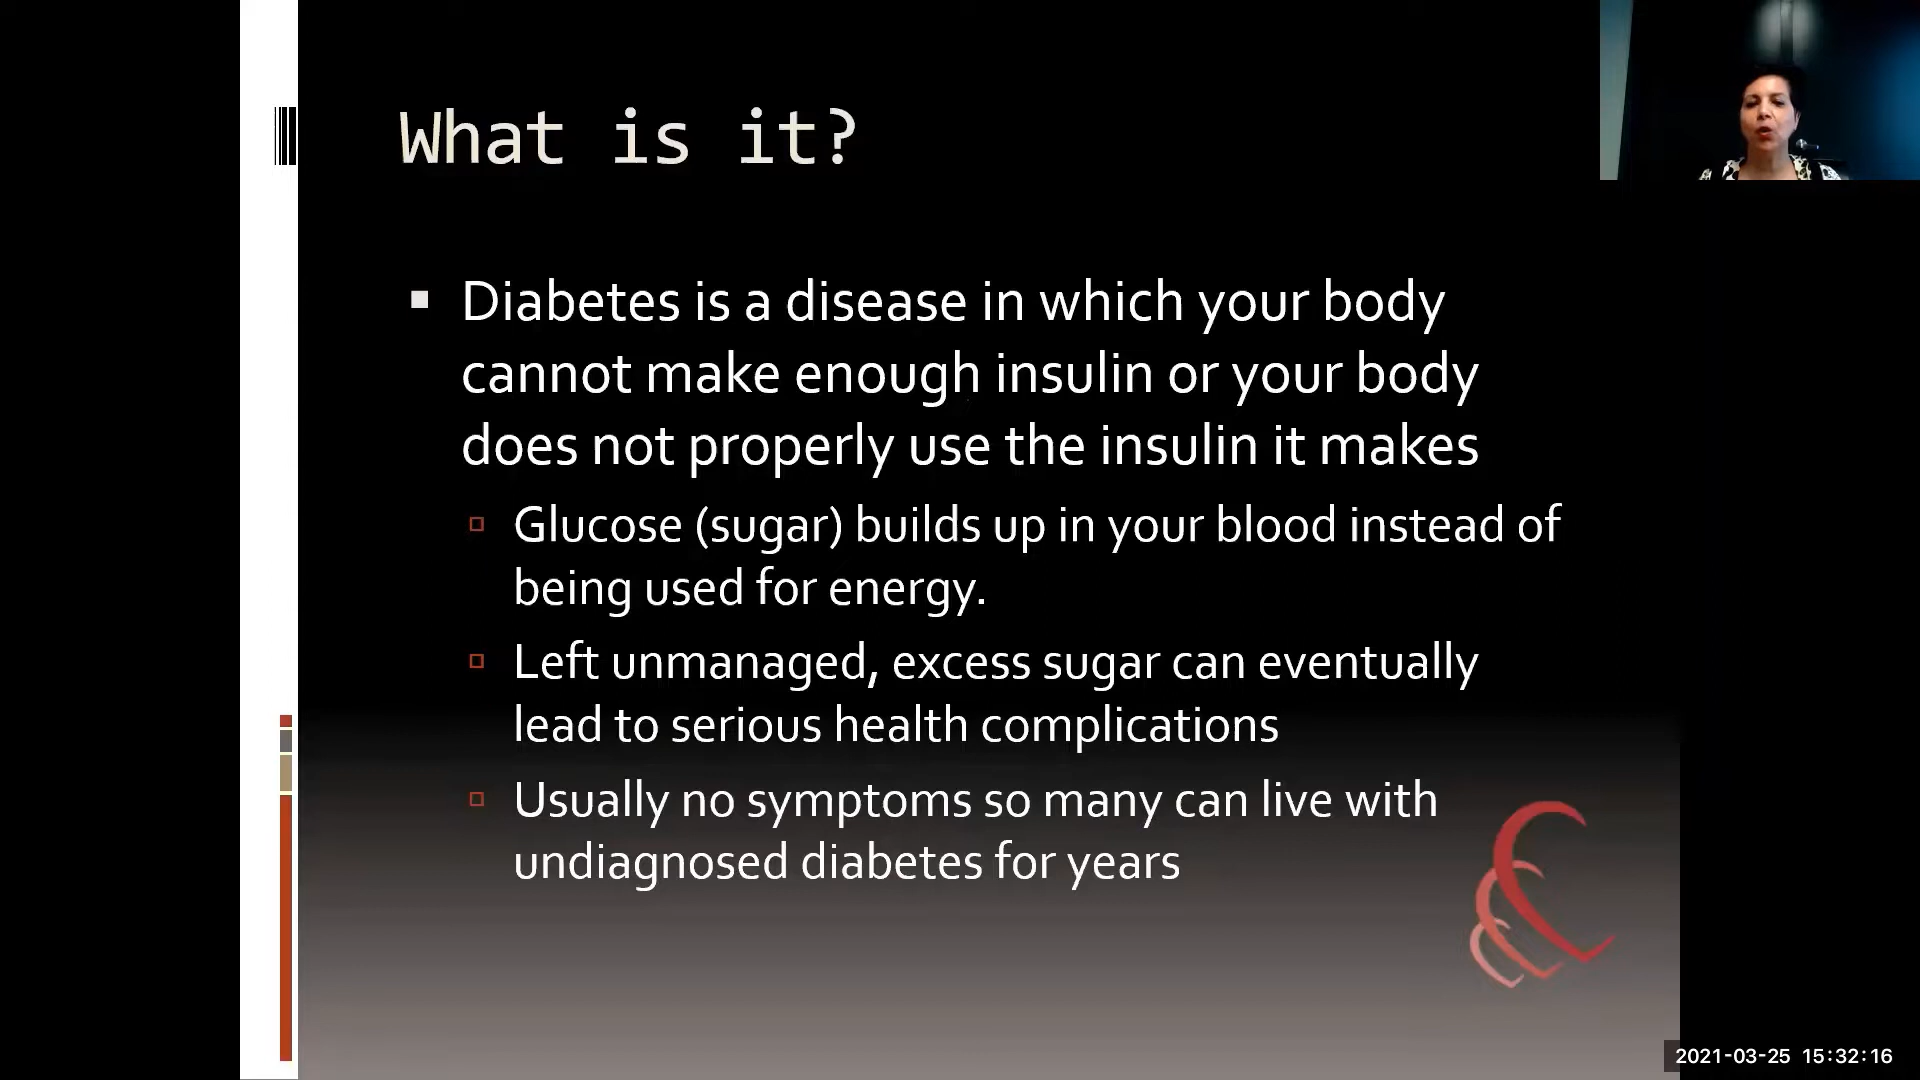 What is it?
Diabetes is a disease in which your body
cannot make enough insulin or your body
does not properly use the insulin it makes
Glucose (sugar) builds up in your blood instead of
being used for energy.
Left unmanaged, excess sugar can eventually
lead to serious health complications
Usually no symptoms so many can live with
undiagnosed diabetes for years
2021-03-25 15:32:16